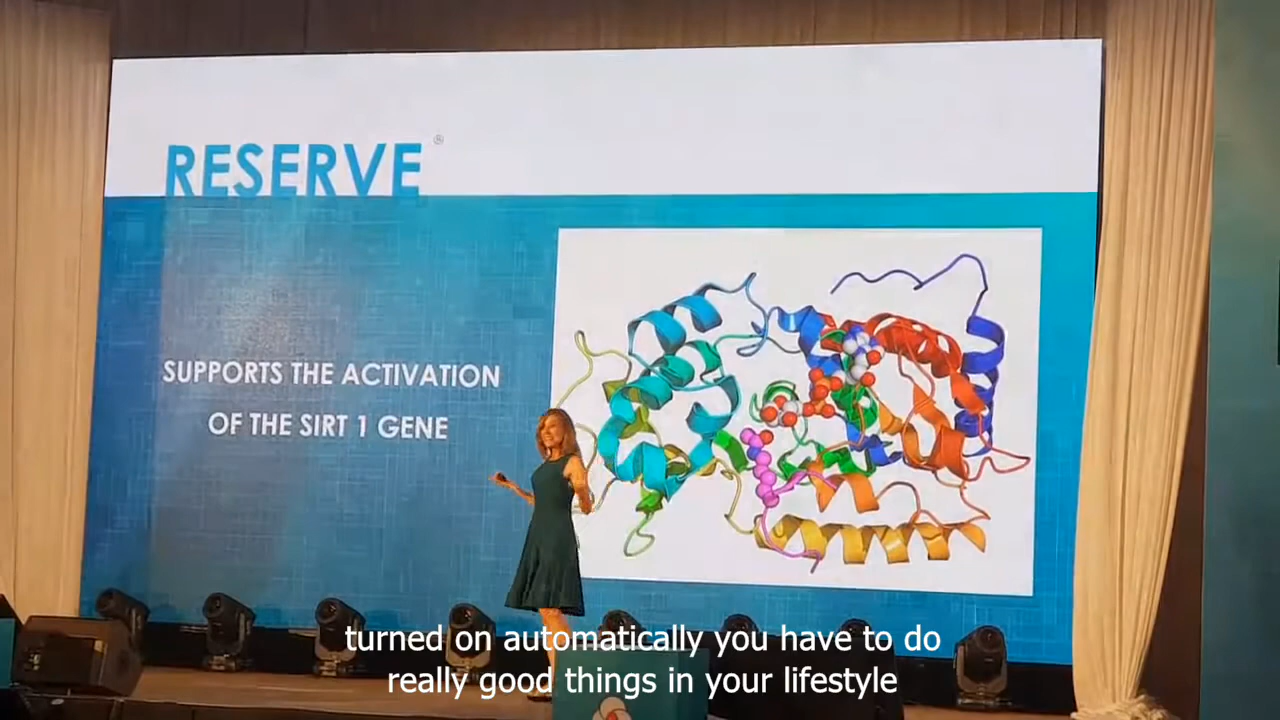 RESERVE®
SUPPORTS THE ACTIVATION
OF THE SIRT 1 GENE
turned on automatically you have to do
really good things in your lifestyle